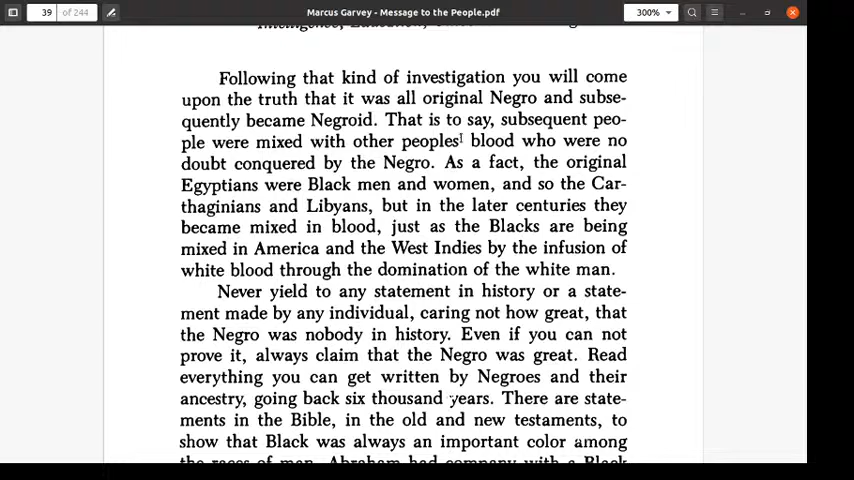 39 of 244
Marcus Garvey - Message to the People.pdf
300%
Following that kind of investigation you will come
upon the truth that it was all original Negro and subse-
quently became Negroid. That is to say, subsequent peo-
ple were mixed with other peoples' blood who were no
doubt conquered by the Negro. As a fact, the original
Egyptians were Black men and women, and so the Car-
thaginians and Libyans, but in the later centuries they
became mixed in blood, just as the Blacks are being
mixed in America and the West Indies by the infusion of
white blood through the domination of the white man.
Never yield to any statement in history or a state-
ment made by any individual, caring not how great, that
the Negro was nobody in history. Even if you can not
prove it, always claim that the Negro was great. Read
everything you can get written by Negroes and their
ancestry, going back six thousand years. There are state-
ments in the Bible, in the old and new testaments, to
show that Black was always an important color among
the races of man. Abraham had company with a Black